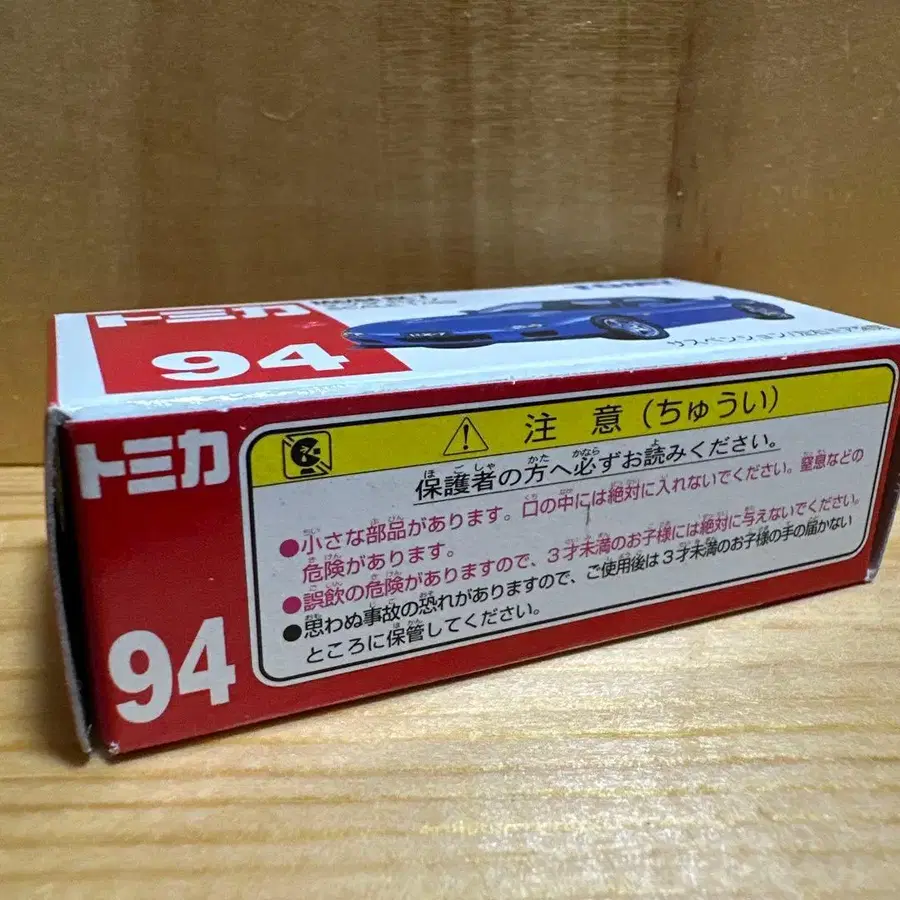 トミカ
94
TOMY
サスペンション
トミカ
94
注 意 (ちゅうい)
保護者の方へ必ずお読みください。
●小さな部品があります。口の中には絶対に入れないでください。窒息などの
危険があります。
●誤飲の危険がありますので、3才未満のお子様には絶対に与えないでください。
●思わぬ事故の恐れがありますので、ご使用後は3才未満のお子様の手の届かない
ところに保管してください。